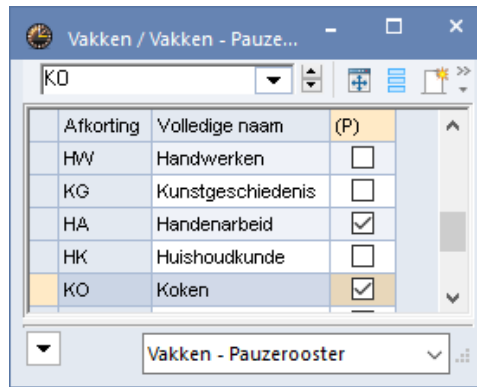 Vakken / Vakken - Pauze...
KO
Afkorting Volledige naam (P)
HW Handwerken
KG Kunstgeschiedenis
HA Handenarbeid
HK Huishoudkunde
KO Koken
Vakken - Pauzerooster